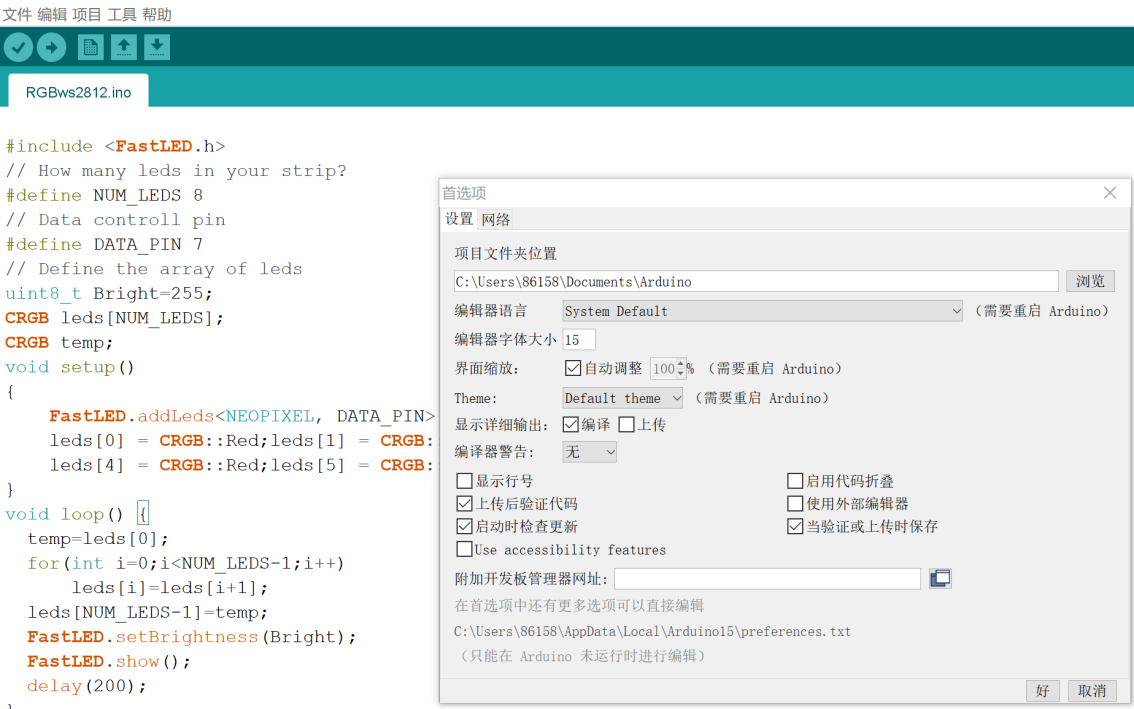 文件 编辑 项目 工具 帮助
RGBws2812.ino
#include <FastLED.h>
// How many leds in your strip?
#define NUM_LEDS 8
// Data controll pin
#define DATA_PIN 7
// Define the array of leds
uint8_t Bright=255;
CRGB leds[NUM_LEDS];
CRGB temp;
void setup()
{
FastLED.addLeds<NEOPIXEL, DATA_PIN>
leds[0] = CRGB::Red;leds[1] = CRGB:
leds[4] = CRGB::Red;leds[5] = CRGB:
}
void loop() {
temp=leds[0];
for(int i=0;i<NUM_LEDS-1;i++)
leds[i]=leds[i+1];
leds[NUM_LEDS-1]=temp;
FastLED.setBrightness(Bright);
FastLED.show();
delay(200);
首选项
设置 网络
项目文件夹位置
C:\Users\86158\Documents\Arduino 浏览
编辑器语言 System Default （需要重启 Arduino）
编辑器字体大小 15
界面缩放: 自动调整 100% （需要重启 Arduino）
Theme: Default theme （需要重启 Arduino）
显示详细输出: 编译 上传
编译器警告: 无
显示行号 启用代码折叠
上传后验证代码 使用外部编辑器
启动时检查更新 当验证或上传时保存
Use accessibility features
附加开发板管理器网址:
在首选项中还有更多选项可以直接编辑
C:\Users\86158\AppData\Local\Arduino15\preferences.txt
（只能在 Arduino 未运行时进行编辑）
好 取消